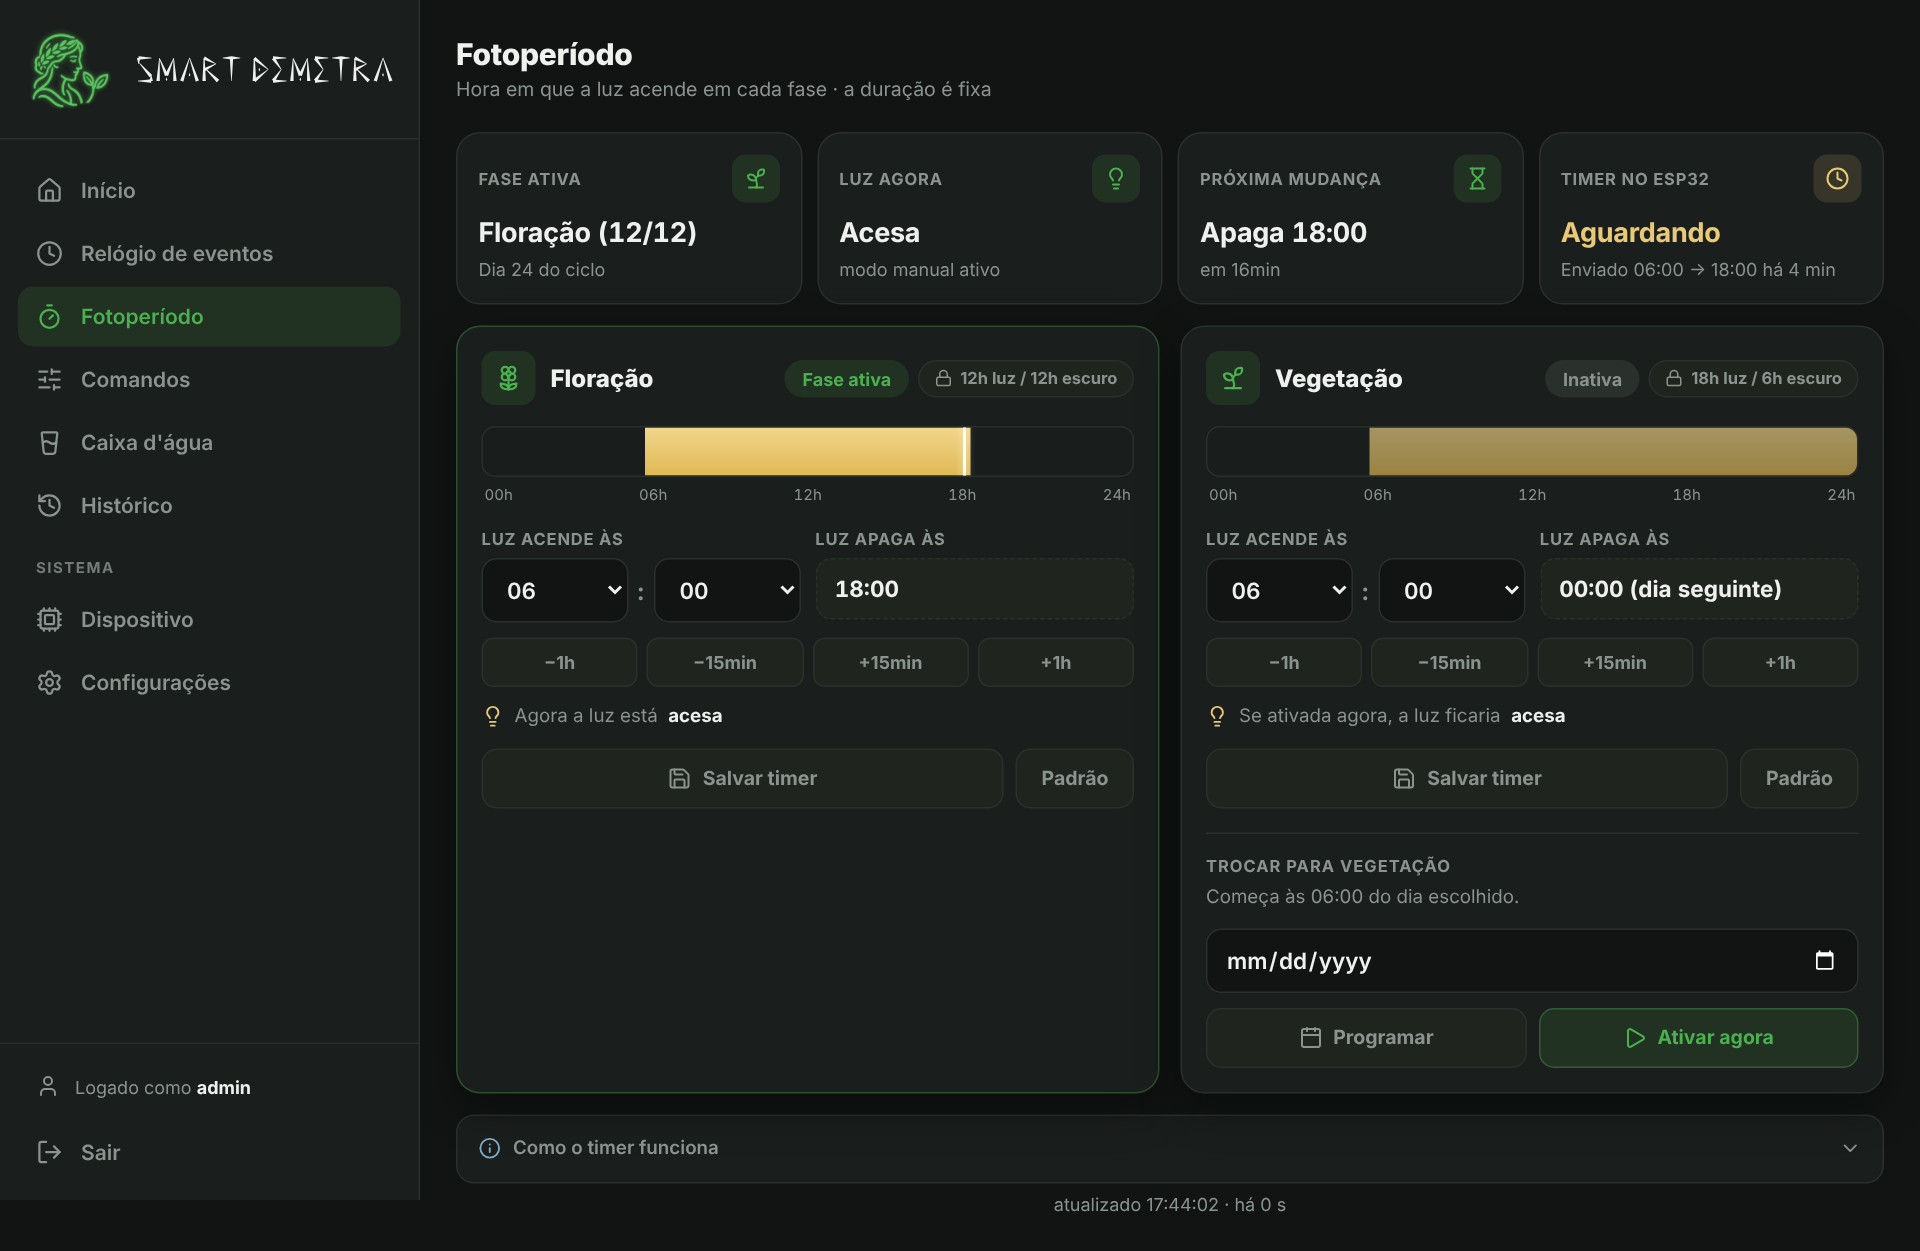 SMART DEMETRA
Início
Relógio de eventos
Fotoperíodo
Comandos
Caixa d'água
Histórico
SISTEMA
Dispositivo
Configurações
Logado como admin
Sair
Fotoperíodo
Hora em que a luz acende em cada fase · a duração é fixa
FASE ATIVA
Floração (12/12)
Dia 24 do ciclo
LUZ AGORA
Acesa
modo manual ativo
PRÓXIMA MUDANÇA
Apaga 18:00
em 16min
TIMER NO ESP32
Aguardando
Enviado 06:00 → 18:00 há 4 min
Floração
Fase ativa
12h luz / 12h escuro
00h 06h 12h 18h 24h
LUZ ACENDE ÀS
06 : 00
LUZ APAGA ÀS
18:00
−1h −15min +15min +1h
Agora a luz está acesa
Salvar timer
Padrão
Vegetação
Inativa
18h luz / 6h escuro
00h 06h 12h 18h 24h
LUZ ACENDE ÀS
06 : 00
LUZ APAGA ÀS
00:00 (dia seguinte)
−1h −15min +15min +1h
Se ativada agora, a luz ficaria acesa
Salvar timer
Padrão
TROCAR PARA VEGETAÇÃO
Começa às 06:00 do dia escolhido.
mm/dd/yyyy
Programar
Ativar agora
Como o timer funciona
atualizado 17:44:02 · há 0 s